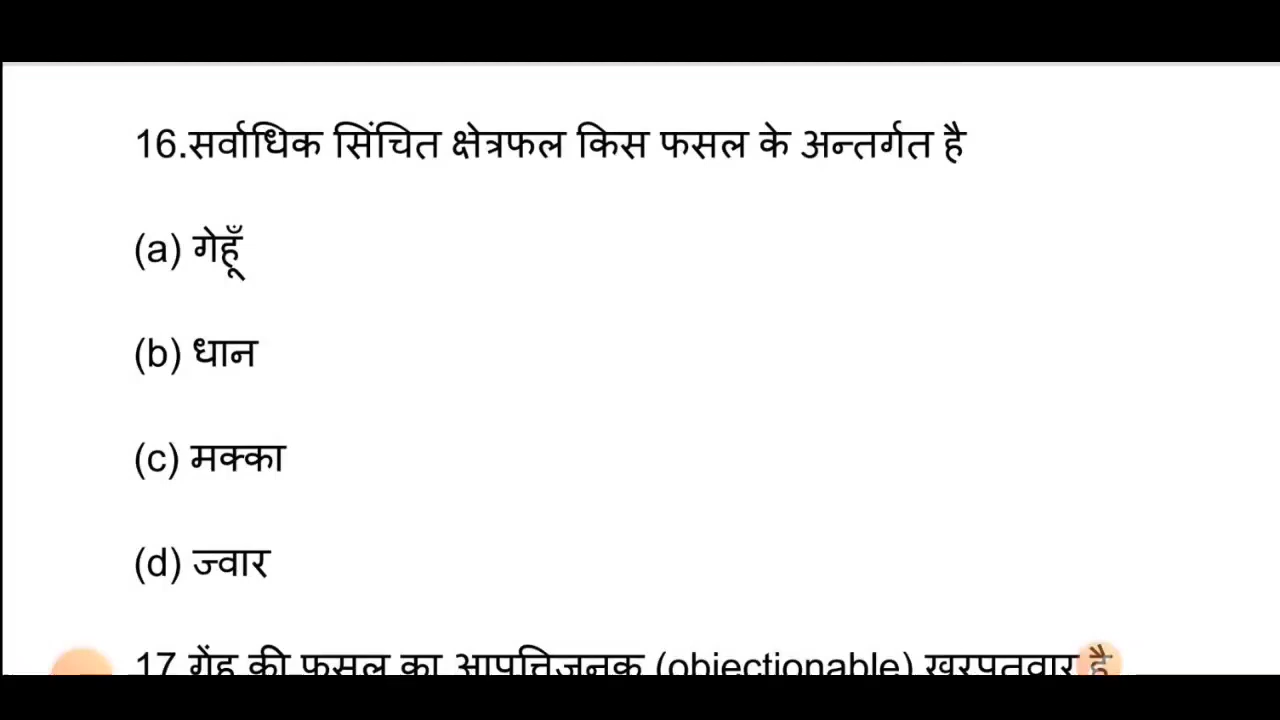 16.सर्वाधिक सिंचित क्षेत्रफल किस फसल के अन्तर्गत है
(a) गेहूँ
(b) धान
(c) मक्का
(d) ज्वार
17 गेंहू की फसल का आपत्तिजनक (objectionable) खरपतवार है